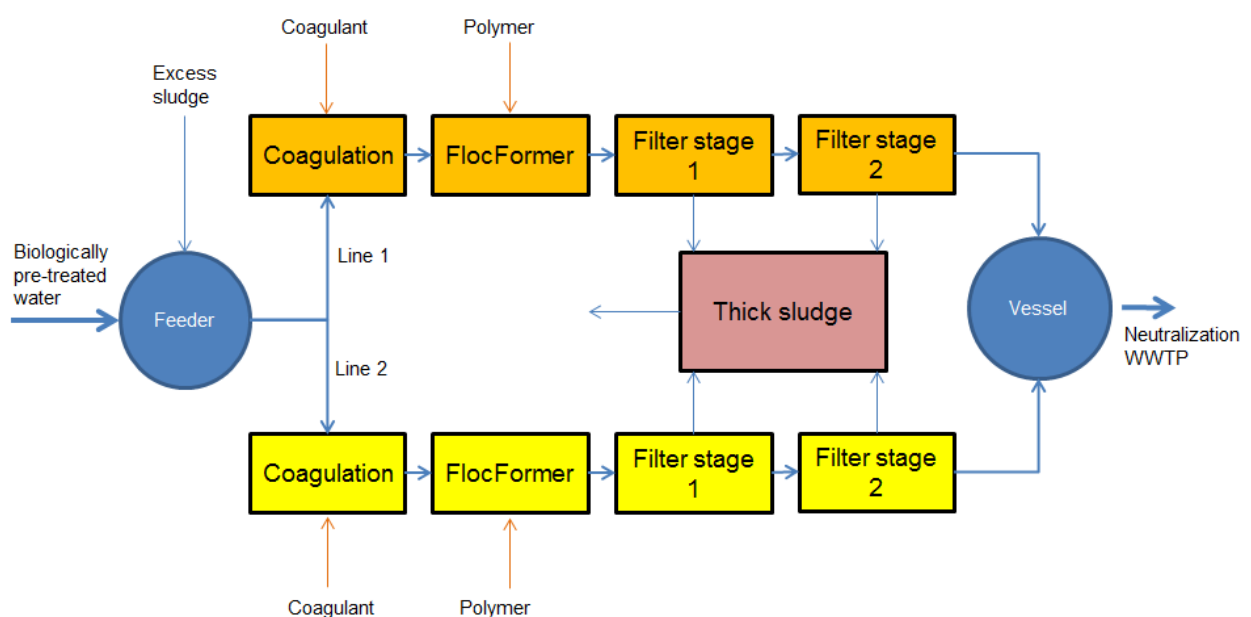 Coagulant
Polymer
Excess
sludge
Coagulation
FlocFormer
Filter stage
1
Filter stage
2
Biologically
pre-treated
water
Line 1
Feeder
Thick sludge
Vessel
Neutralization
WWTP
Line 2
Coagulation
FlocFormer
Filter stage
1
Filter stage
2
Coagulant
Polymer